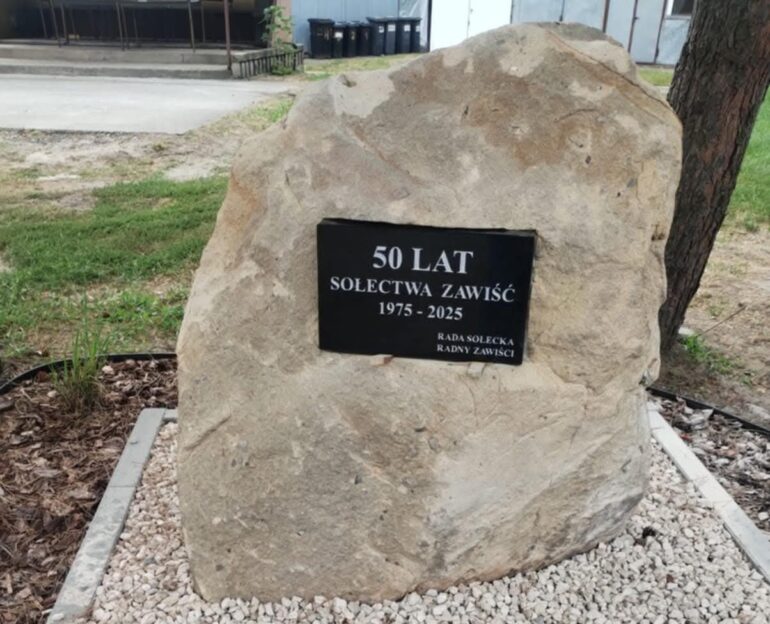 50 LAT
SOŁECTWA ZAWIŚĆ
1975 - 2025
RADA SOŁECKA
RADNY ZAWIŚCI